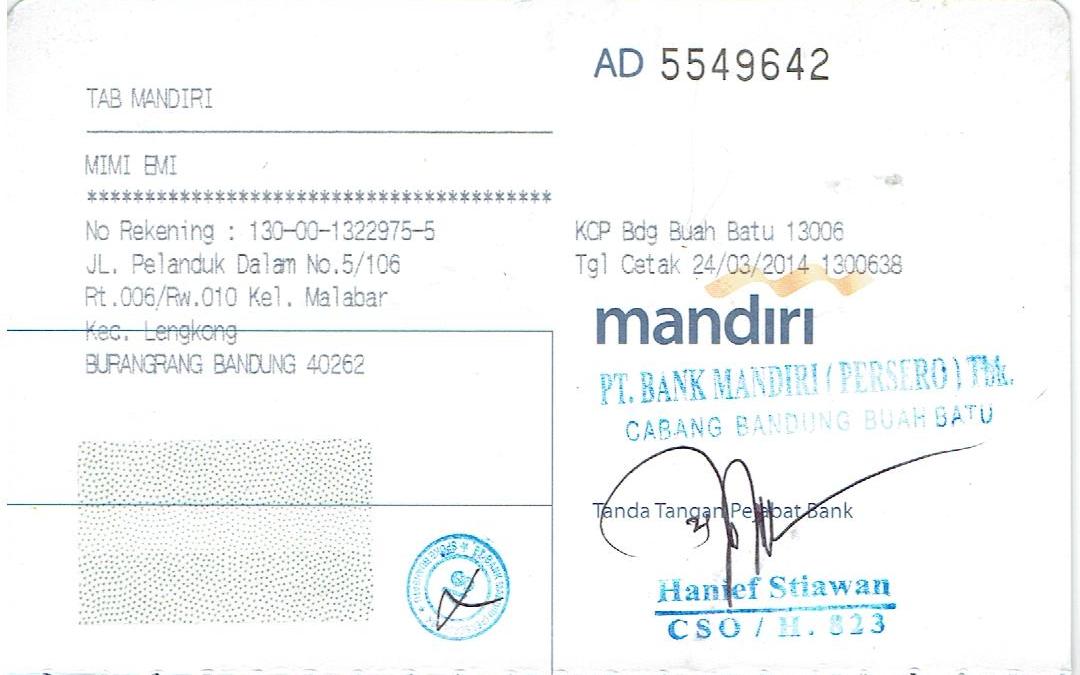 AD 5549642
TAB MANDIRI
MIMI EMI
****************************************
No Rekening : 130-00-1322975-5
JL. Pelanduk Dalam No.5/106
Rt.006/Rw.010 Kel. Malabar
Kec. Lengkong
BURANGRANG BANDUNG 40262
KCP Bdg Buah Batu 13006
Tgl Cetak 24/03/2014 1300638
mandiri
PT. BANK MANDIRI ( PERSERO ) Tbk.
CABANG BANDUNG BUAH BATU
Tanda Tangan Pejabat Bank
Hanief Stiawan
CSO / H. 823